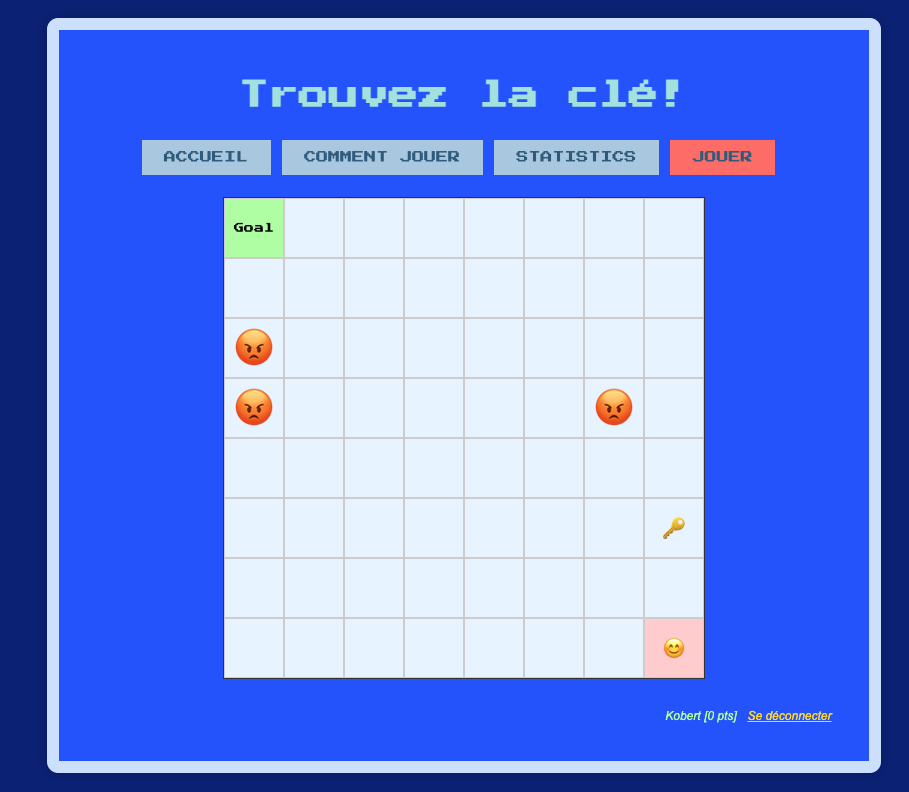 Trouvez la clé!
ACCUEIL COMMENT JOUER STATISTICS JOUER
Goal
Kobert [0 pts] Se déconnecter